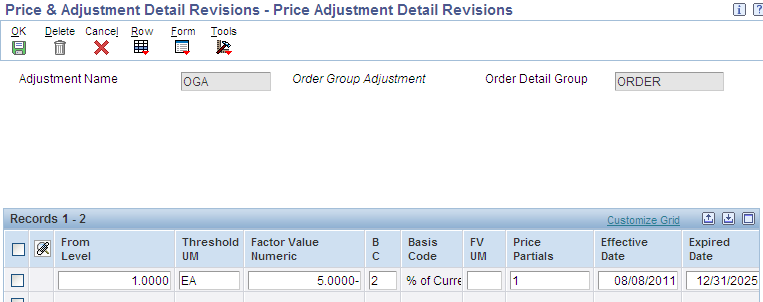 Price & Adjustment Detail Revisions - Price Adjustment Detail Revisions
OK Delete Cancel Row Form Tools
Adjustment Name OGA Order Group Adjustment Order Detail Group ORDER
Records 1 - 2 Customize Grid
From Level Threshold UM Factor Value Numeric B C Basis Code FV UM Price Partials Effective Date Expired Date
1.0000 EA 5.0000- 2 % of Curre 1 08/08/2011 12/31/2025